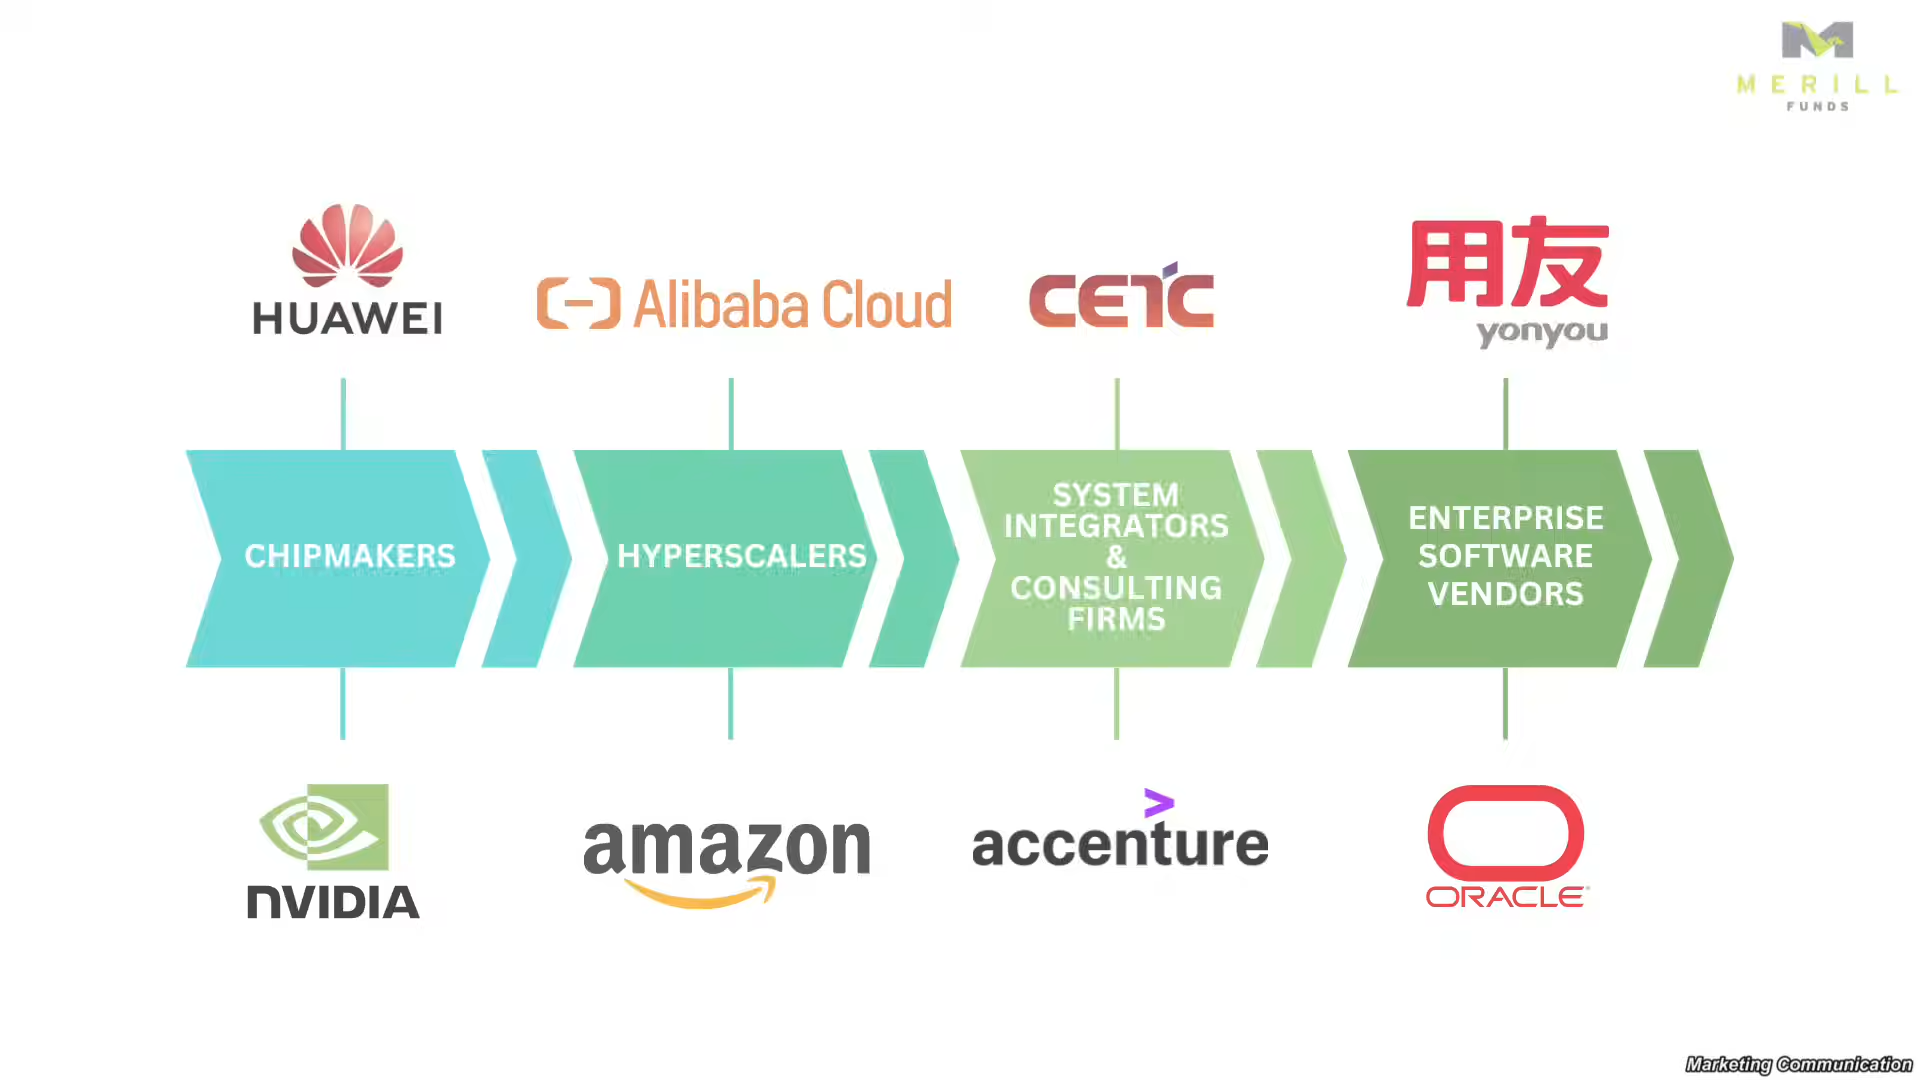 MERILL
FUNDS
HUAWEI
Alibaba Cloud
CETC
用友
yonyou
CHIPMAKERS
HYPERSCALERS
SYSTEM
INTEGRATORS
&
CONSULTING
FIRMS
ENTERPRISE
SOFTWARE
VENDORS
NVIDIA
amazon
accenture
ORACLE
Marketing Communication